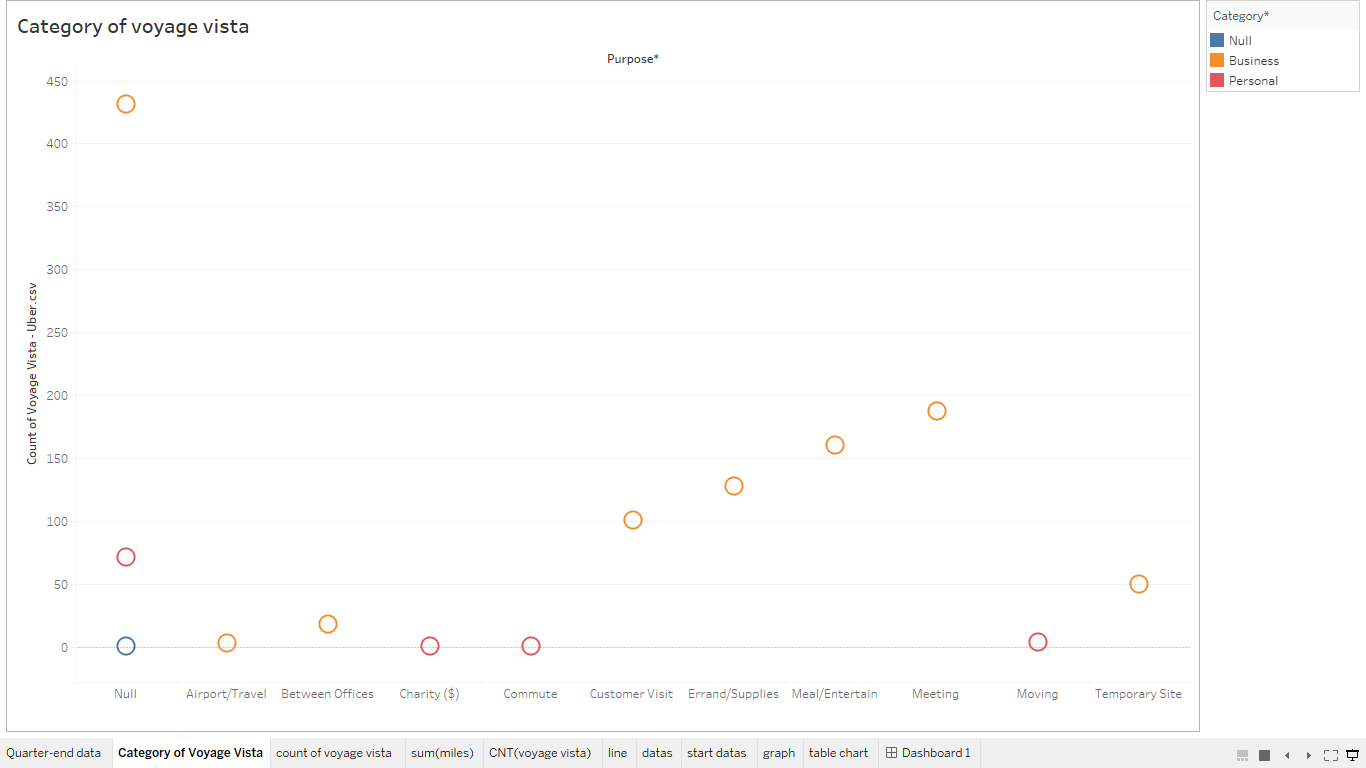 Category of voyage vista
Purpose*
450
400
350
300
250
200
150
100
50
0
Count of Voyage Vista - Uber.csv
Null Airport/Travel Between Offices Charity ($) Commute Customer Visit Errand/Supplies Meal/Entertain Meeting Moving Temporary Site
Category*
Null
Business
Personal
Quarter-end data Category of Voyage Vista count of voyage vista sum(miles) CNT(voyage vista) line datas start datas graph table chart Dashboard 1